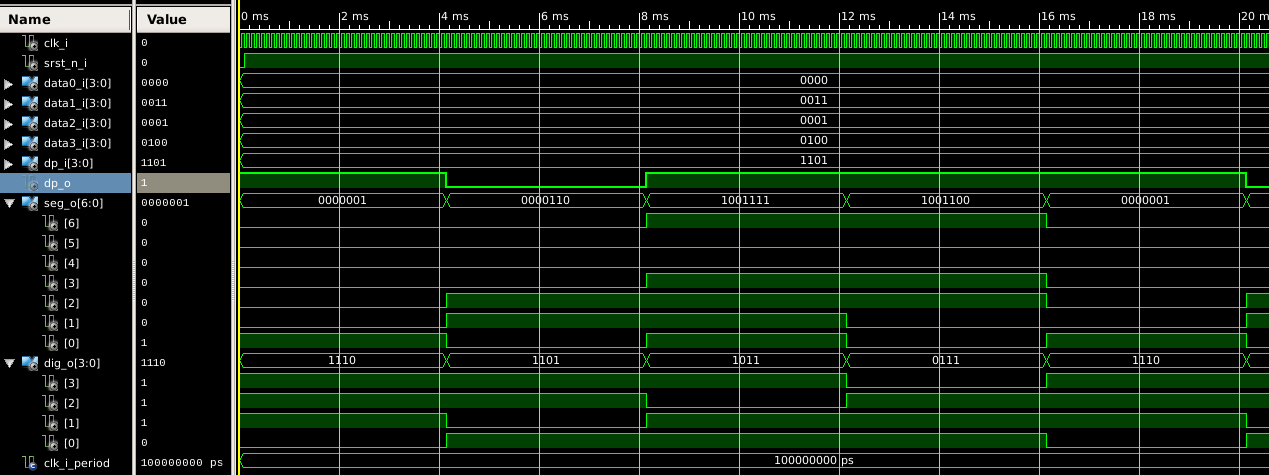 Name Value 0 ms 2 ms 4 ms 6 ms 8 ms 10 ms 12 ms 14 ms 16 ms 18 ms 20 m
clk_i 0
srst_n_i 0
data0_i[3:0] 0000 0000
data1_i[3:0] 0011 0011
data2_i[3:0] 0001 0001
data3_i[3:0] 0100 0100
dp_i[3:0] 1101 1101
dp_o 1
seg_o[6:0] 0000001 0000001 0000110 1001111 1001100 0000001
[6] 0
[5] 0
[4] 0
[3] 0
[2] 0
[1] 0
[0] 1
dig_o[3:0] 1110 1110 1101 1011 0111 1110
[3] 1
[2] 1
[1] 1
[0] 0
clk_i_period 100000000 ps 100000000 ps